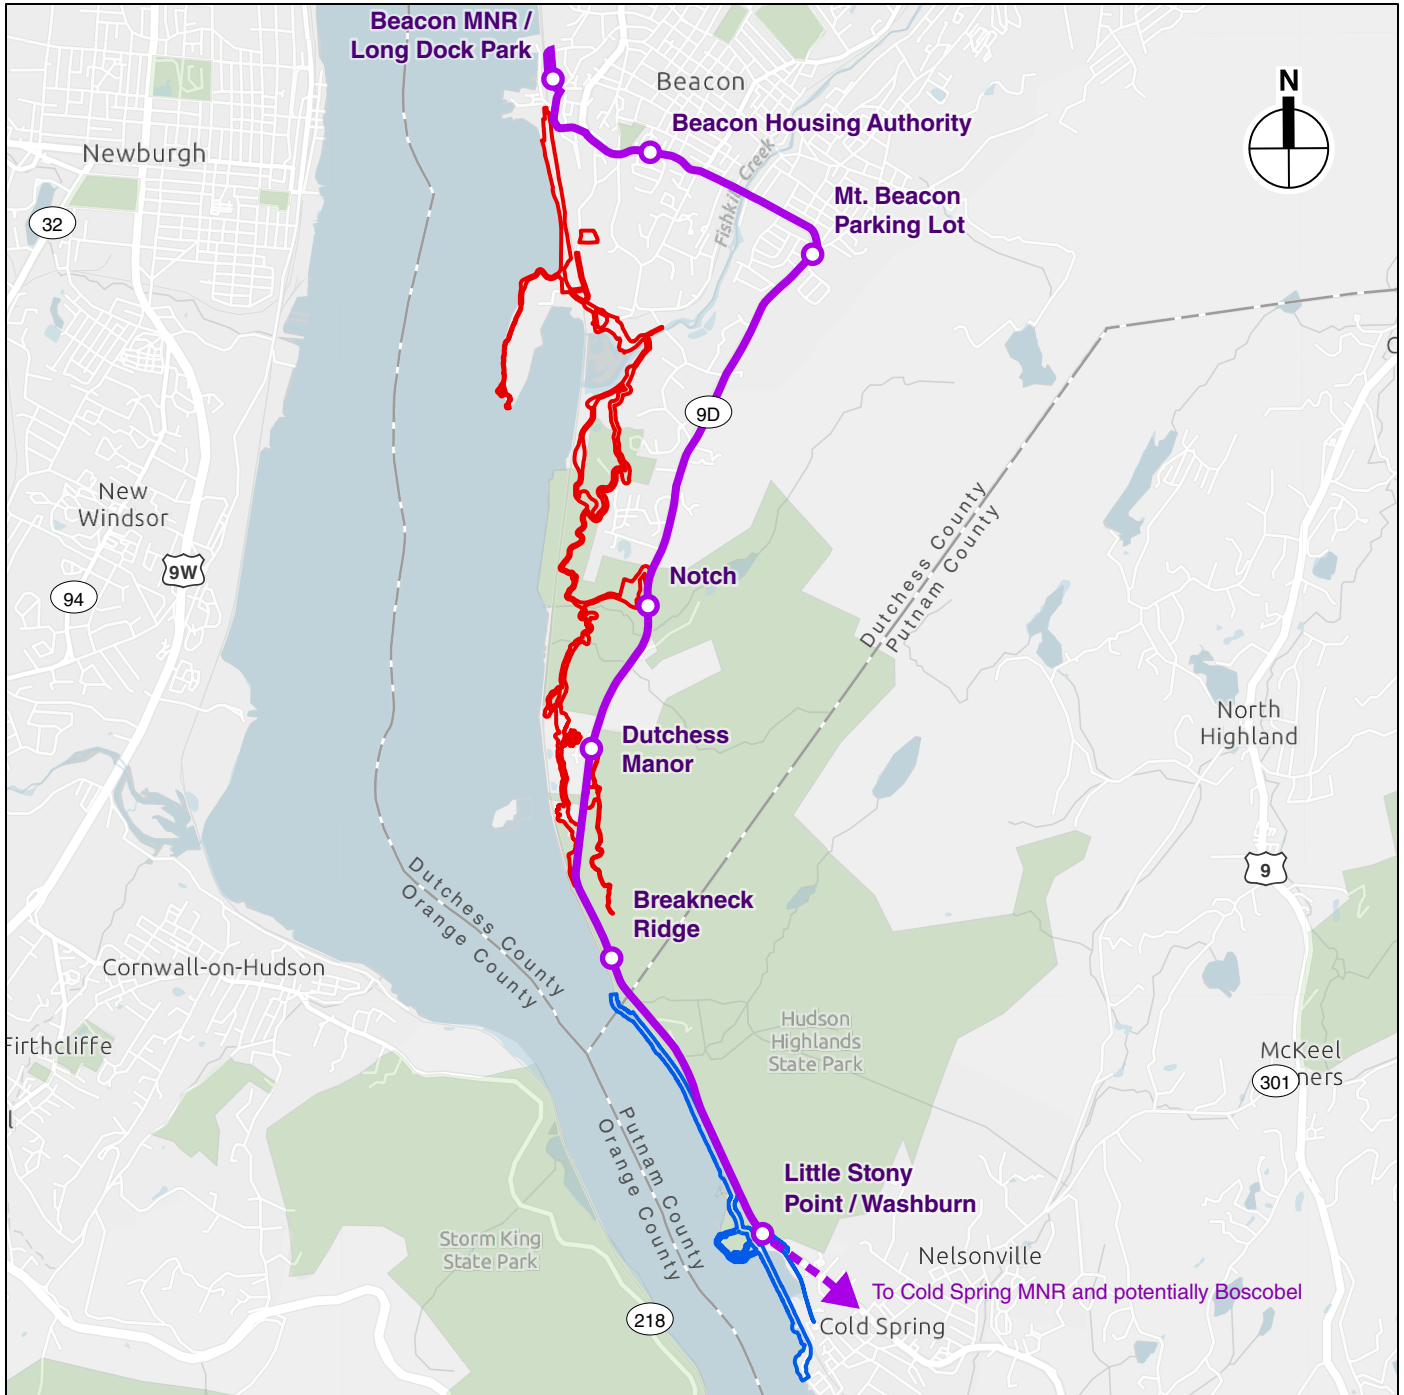 Beacon MNR /
Long Dock Park
Beacon
N
Beacon Housing Authority
Newburgh
Fishkill Creek
Mt. Beacon
Parking Lot
32
9D
New
Windsor
9W
94
Dutchess County
Putnam County
Notch
North
Highland
Dutchess
Manor
9
Dutchess County
Orange County
Breakneck
Ridge
Cornwall-on-Hudson
Hudson
Highlands
State Park
Firthcliffe
McKeel
301
ners
Putnam County
Orange County
Little Stony
Point / Washburn
Storm King
State Park
Nelsonville
To Cold Spring MNR and potentially Boscobel
218
Cold Spring